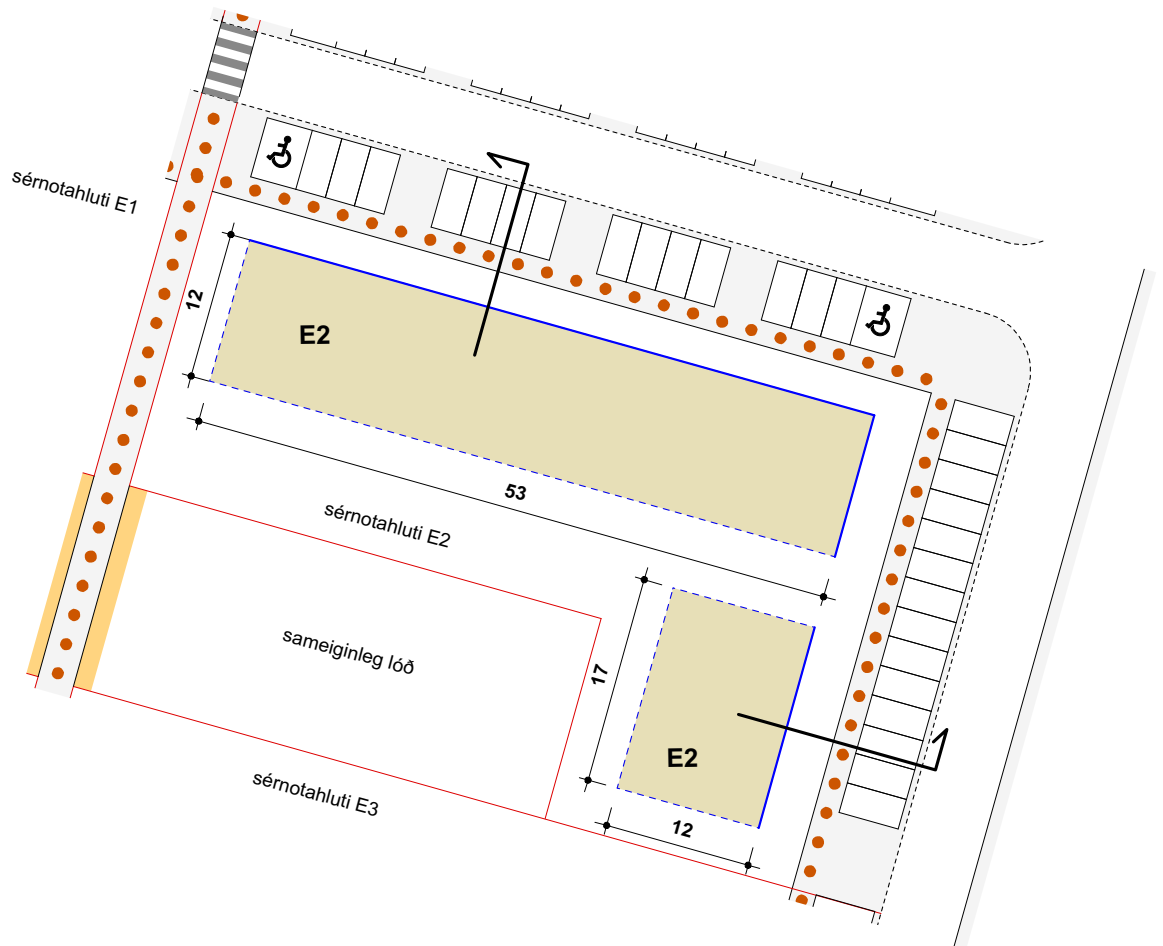 sérnotahluti E1
12
E2
53
sérnotahluti E2
sameiginleg lóð
17
E2
sérnotahluti E3
12